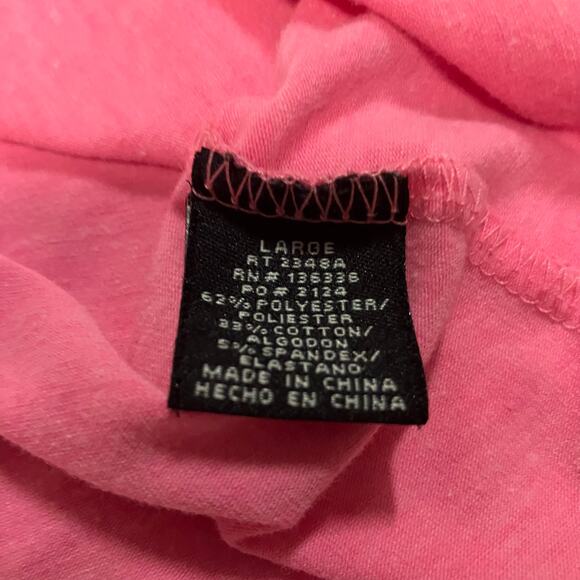 LARGE
RT 2348A
RN# 136336
PO# 2124
62% POLYESTER/
POLIESTER
33% COTTON/
ALGODON
5% SPANDEX/
ELASTANO
MADE IN CHINA
HECHO EN CHINA